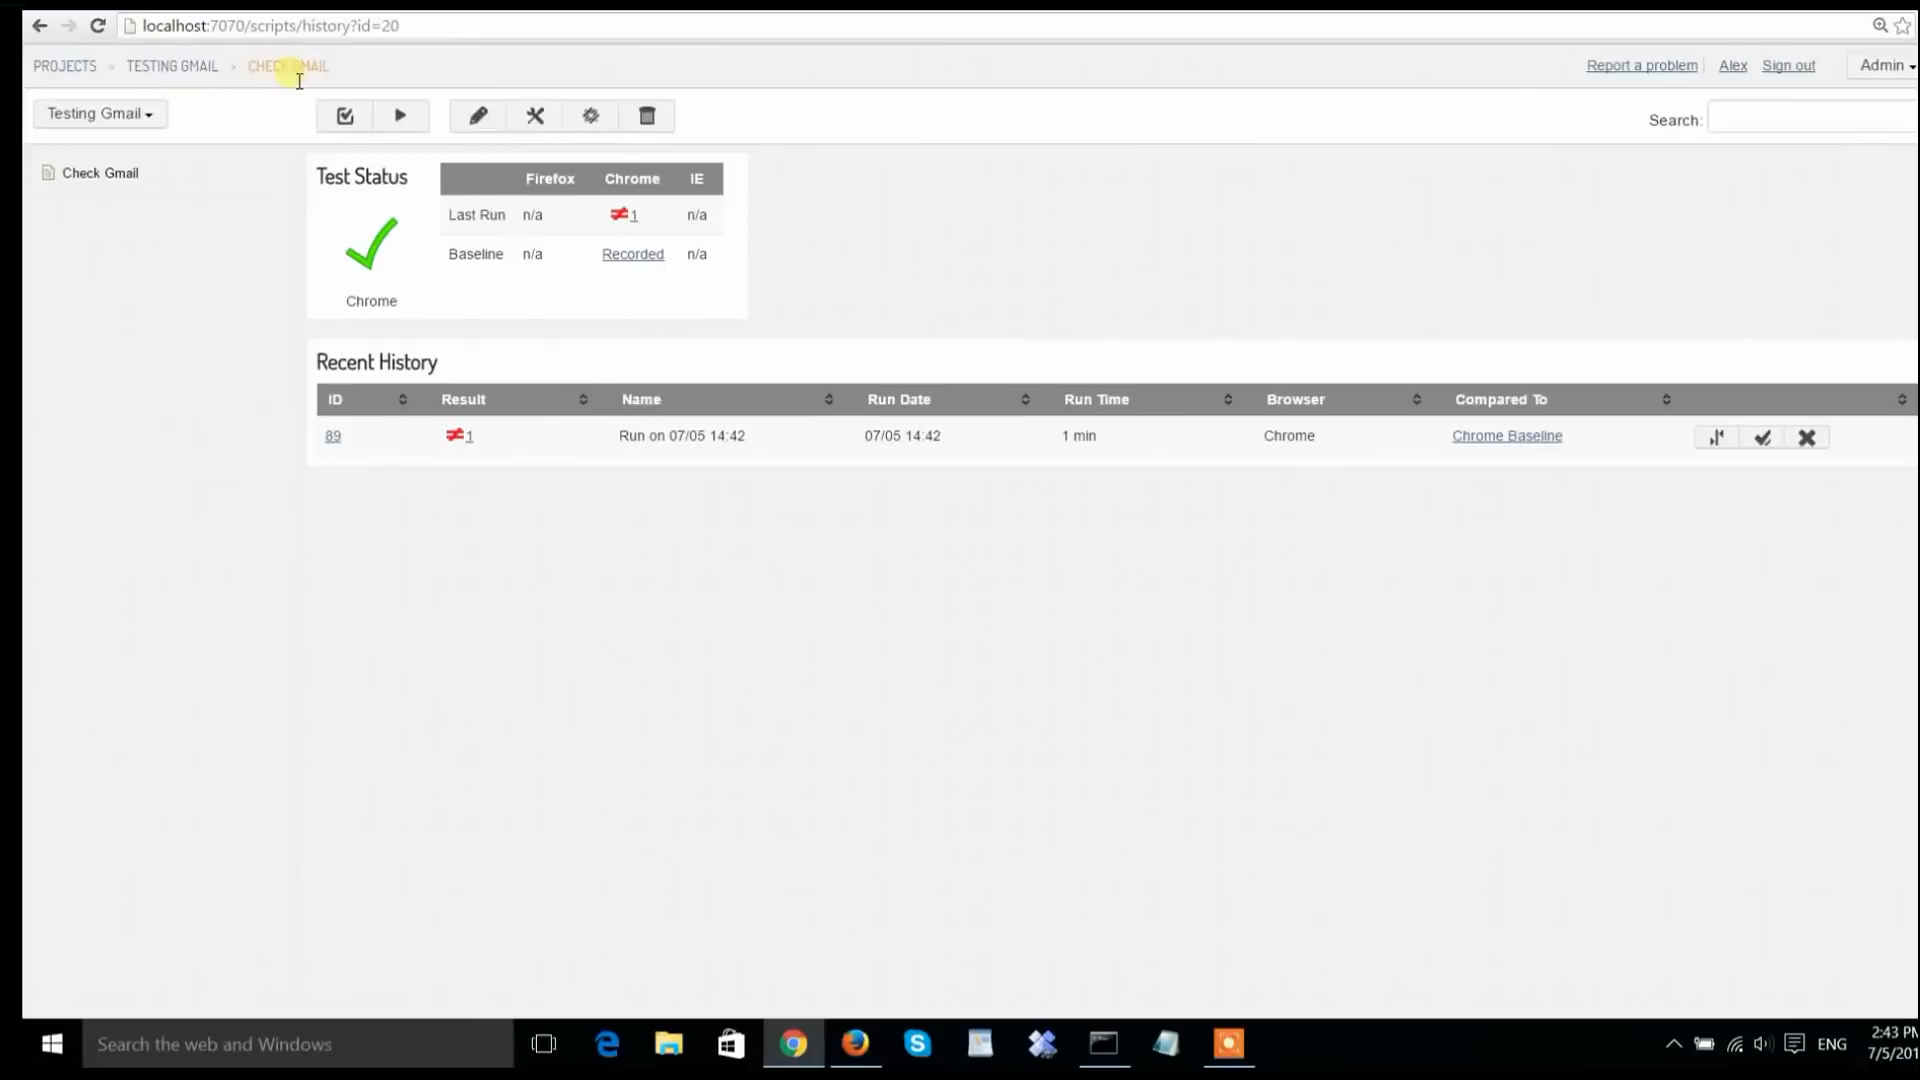 localhost:7070/scripts/history?id=20
PROJECTS > TESTING GMAIL > CHECK GMAIL
Report a problem Alex Sign out Admin
Testing Gmail
Search:
Check Gmail
Test Status
Firefox Chrome IE
Last Run n/a ≠1 n/a
Baseline n/a Recorded n/a
Chrome
Recent History
ID Result Name Run Date Run Time Browser Compared To
89 ≠1 Run on 07/05 14:42 07/05 14:42 1 min Chrome Chrome Baseline
Search the web and Windows
ENG
2:43 PM
7/5/201